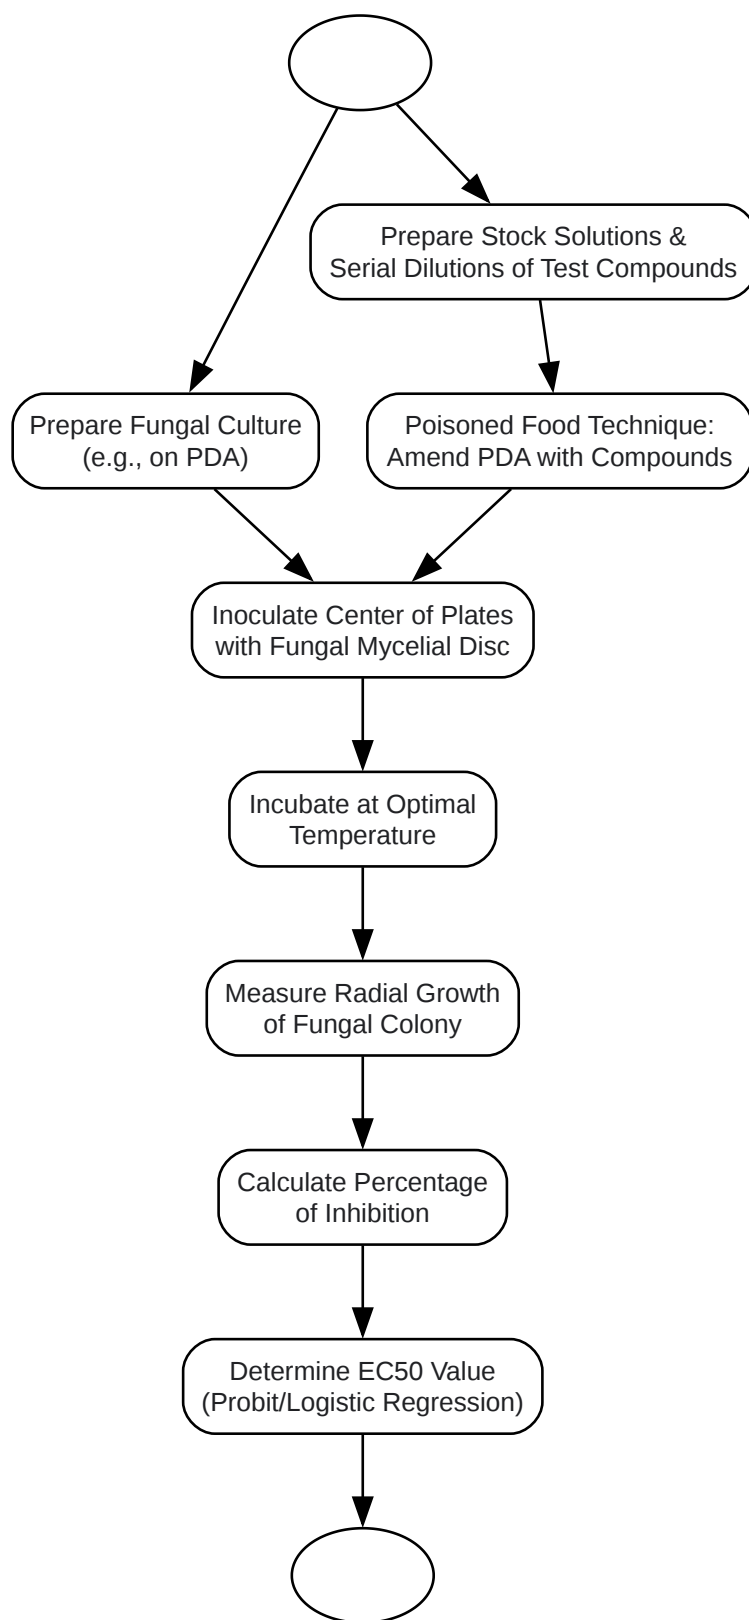 Prepare Stock Solutions &
Serial Dilutions of Test Compounds
Prepare Fungal Culture
(e.g., on PDA)
Poisoned Food Technique:
Amend PDA with Compounds
Inoculate Center of Plates
with Fungal Mycelial Disc
Incubate at Optimal
Temperature
Measure Radial Growth
of Fungal Colony
Calculate Percentage
of Inhibition
Determine EC50 Value
(Probit/Logistic Regression)